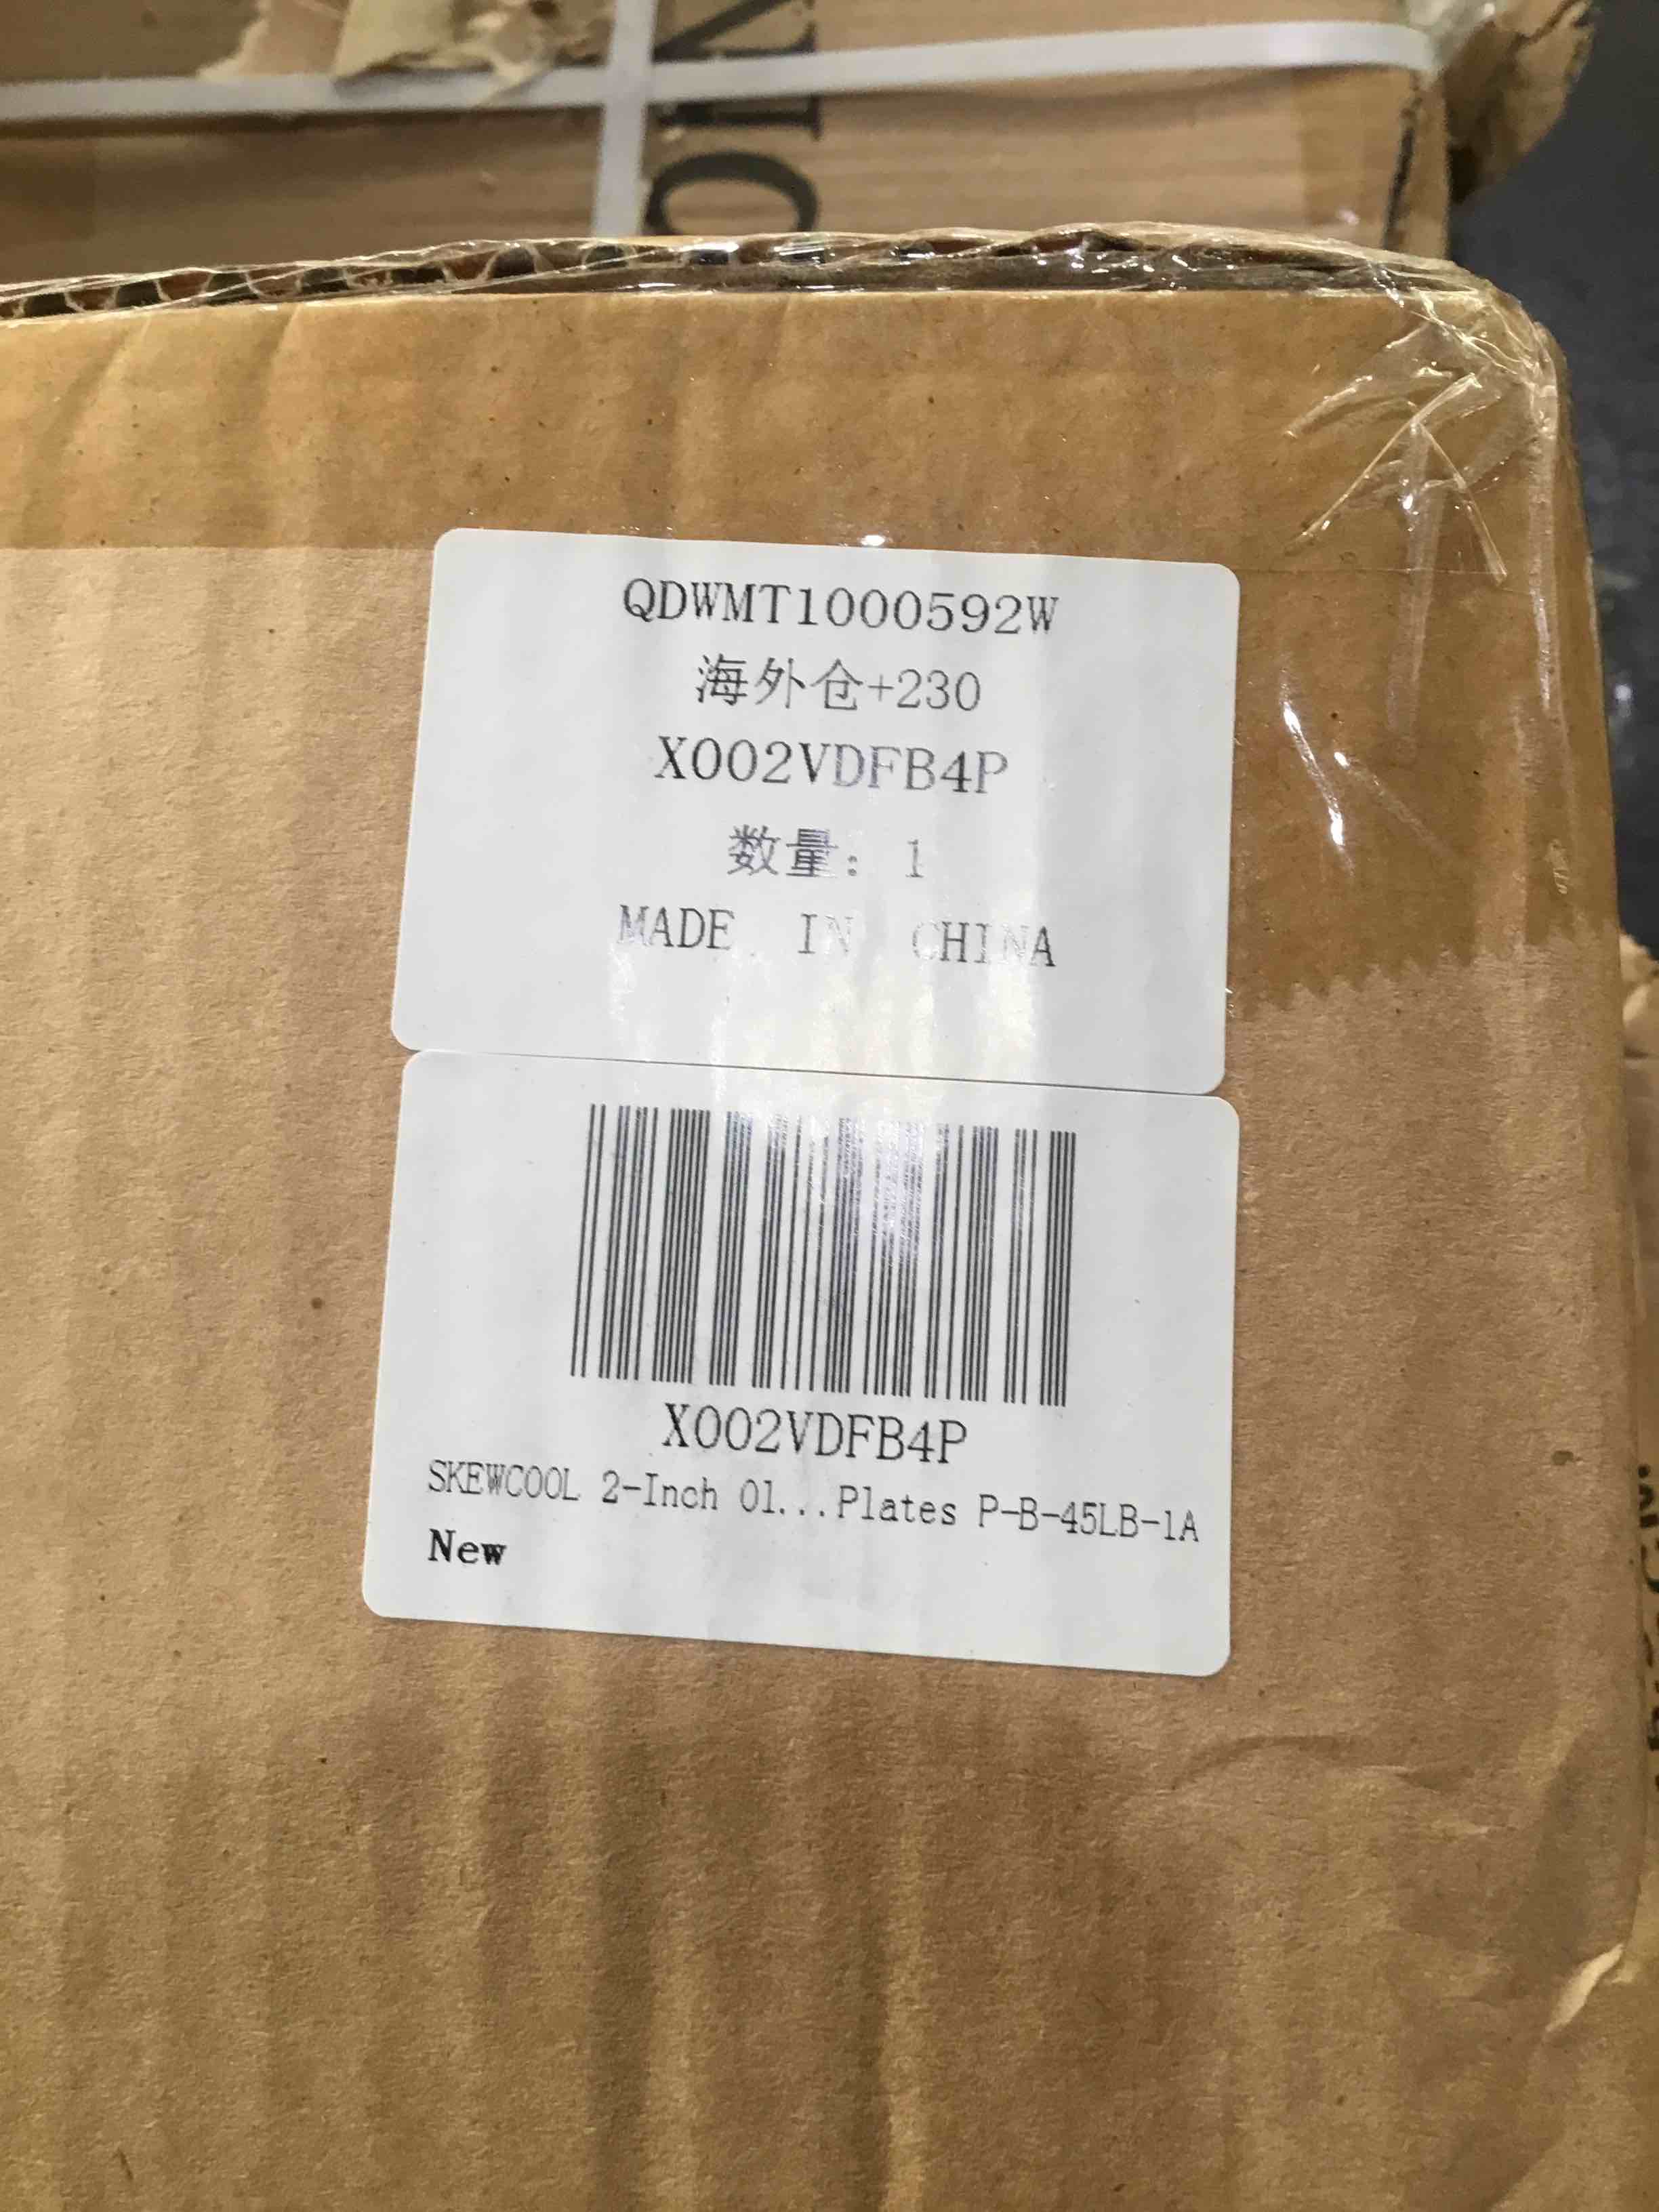 QDWMT1000592W
海外仓+230
X002VDFB4P
数量: 1
MADE IN CHINA
X002VDFB4P
SKEWCOOL 2-Inch Ol...Plates P-B-45LB-1A
New